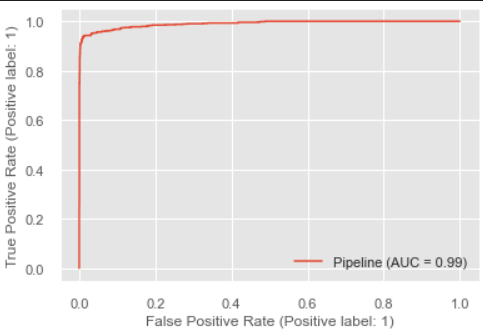 True Positive Rate (Positive label: 1)
1.0
0.8
0.6
0.4
0.2
0.0
Pipeline (AUC = 0.99)
0.0 0.2 0.4 0.6 0.8 1.0
False Positive Rate (Positive label: 1)